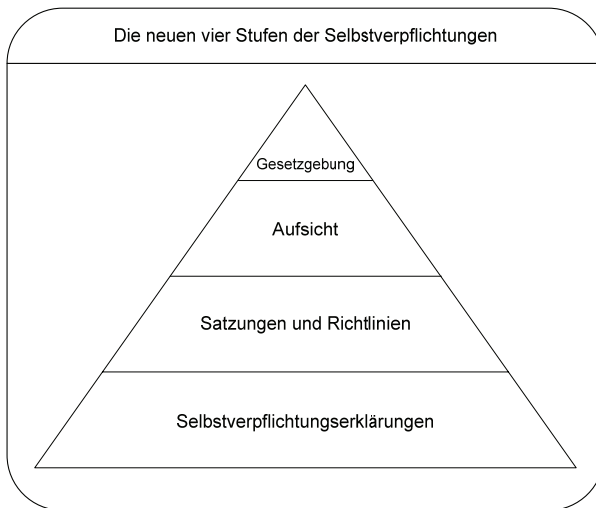 Die neuen vier Stufen der Selbstverpflichtungen
Gesetzgebung
Aufsicht
Satzungen und Richtlinien
Selbstverpflichtungserklärungen